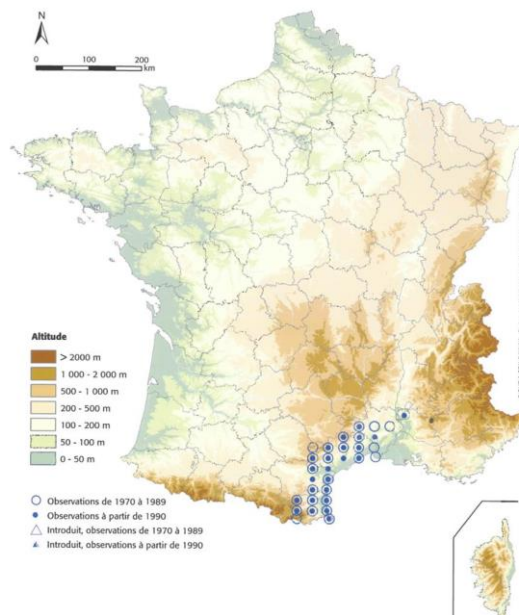 N
0 100 200
km
Altitude
> 2000 m
1 000 - 2 000 m
500 - 1 000 m
200 - 500 m
100 - 200 m
50 - 100 m
0 - 50 m
Observations de 1970 à 1989
Observations à partir de 1990
Introduit, observations de 1970 à 1989
Introduit, observations à partir de 1990